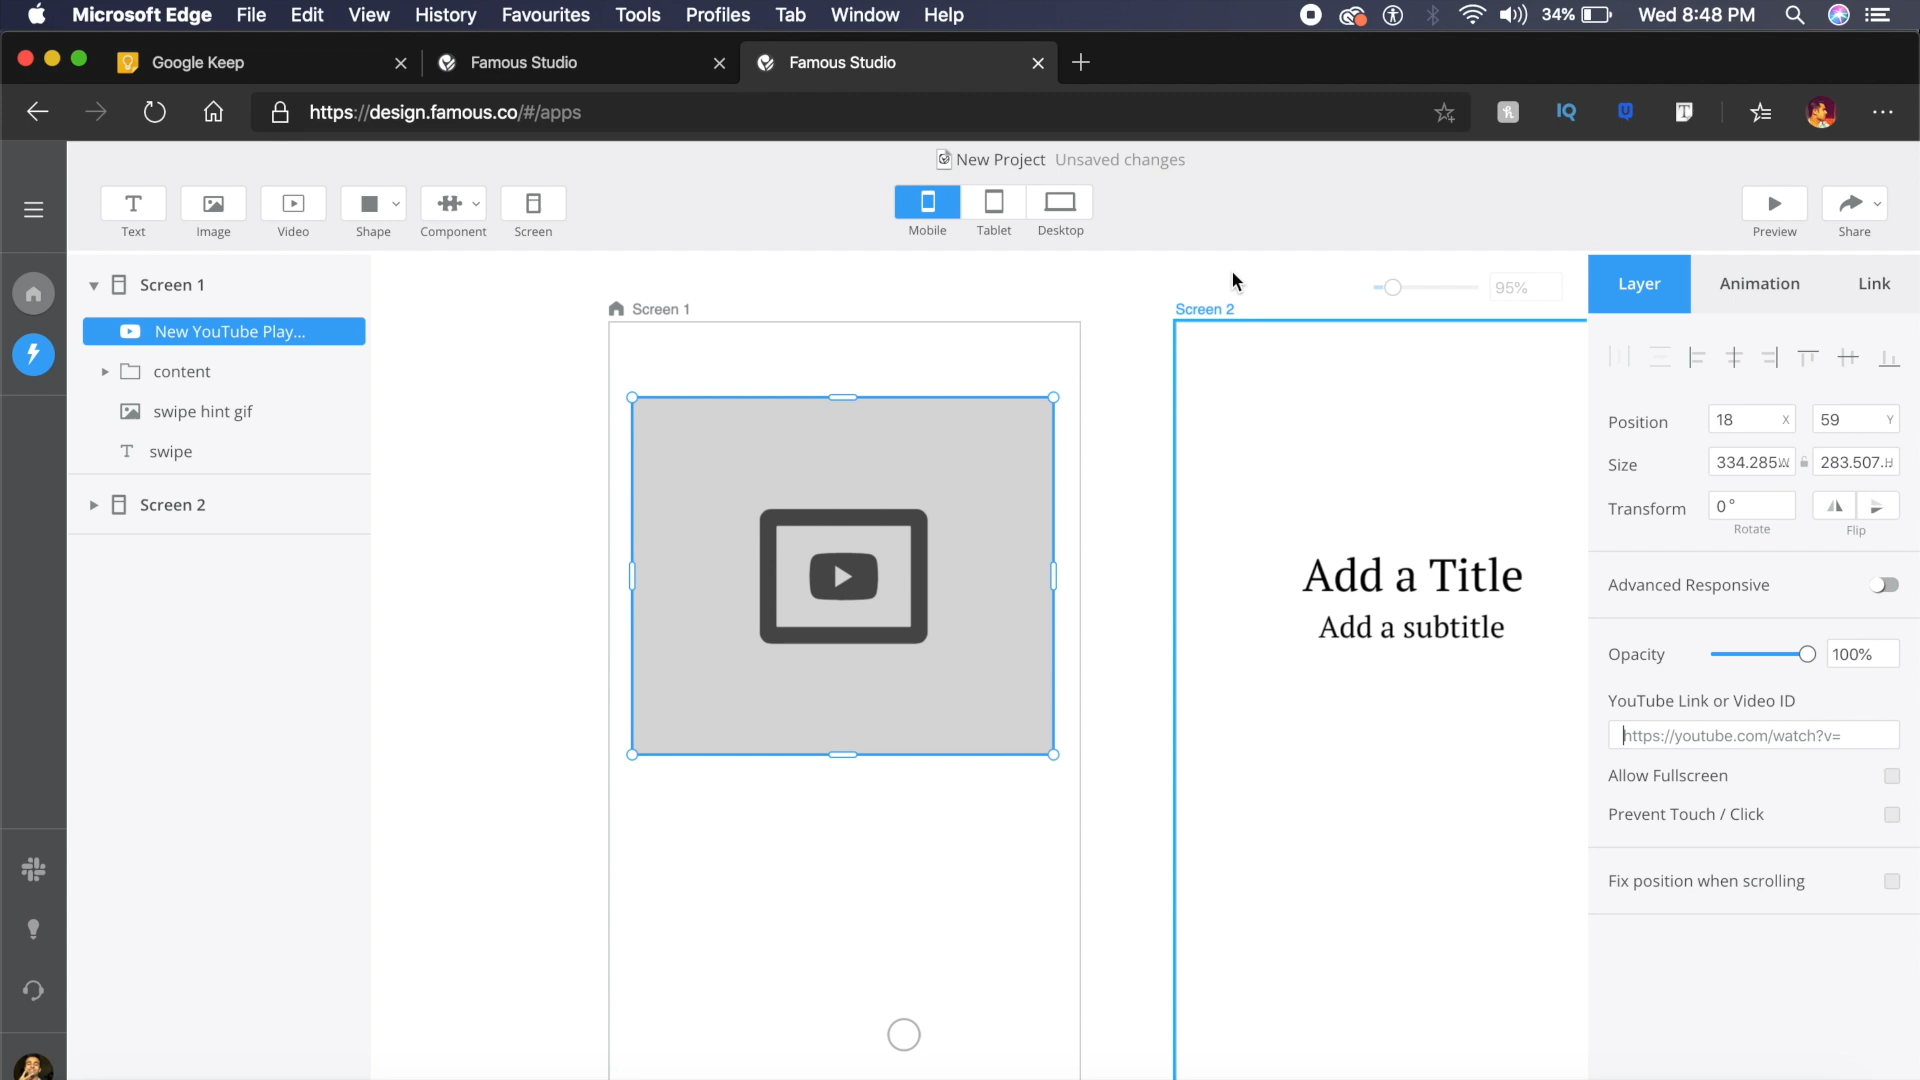 Microsoft Edge File Edit View History Favourites Tools Profiles Tab Window Help 34% Wed 8:48 PM
Google Keep Famous Studio Famous Studio
https://design.famous.co/#/apps
IQ
New Project Unsaved changes
Text Image Video Shape Component Screen Mobile Tablet Desktop Preview Share
Screen 1
New YouTube Play...
content
swipe hint gif
swipe
Screen 2
Screen 1
Screen 2
95%
Add a Title
Add a subtitle
Layer Animation Link
Position 18 X 59 Y
Size 334.285 W 283.507. H
Transform 0°
Rotate Flip
Advanced Responsive
Opacity 100%
YouTube Link or Video ID
https://youtube.com/watch?v=
Allow Fullscreen
Prevent Touch / Click
Fix position when scrolling